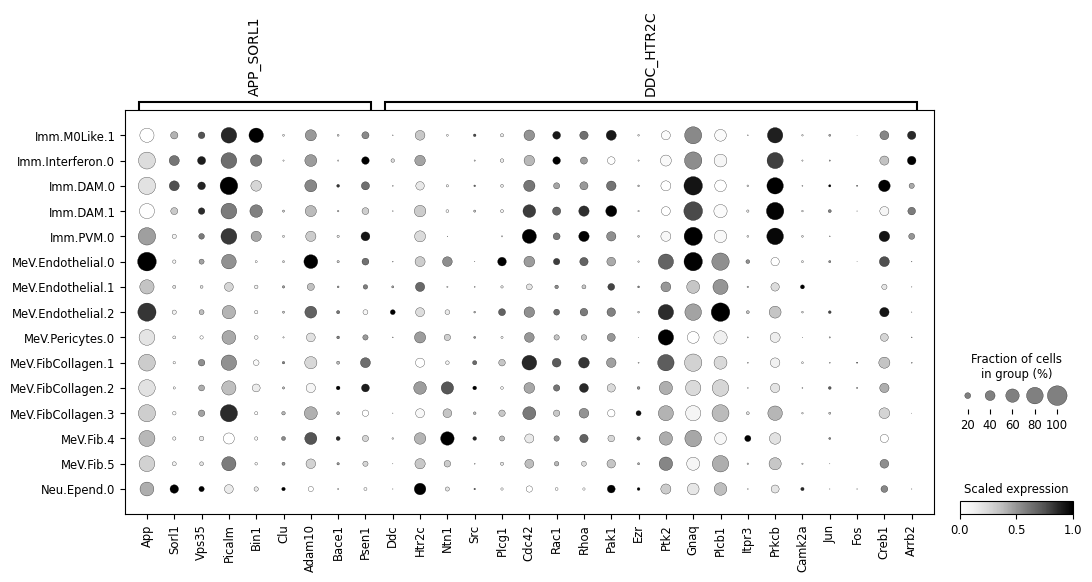 APP_SORL1
DDC_HTR2C
Imm.M0Like.1
Imm.Interferon.0
Imm.DAM.0
Imm.DAM.1
Imm.PVM.0
MeV.Endothelial.0
MeV.Endothelial.1
MeV.Endothelial.2
MeV.Pericytes.0
MeV.FibCollagen.1
MeV.FibCollagen.2
MeV.FibCollagen.3
MeV.Fib.4
MeV.Fib.5
Neu.Epend.0
App
Sorl1
Vps35
Picalm
Bin1
Clu
Adam10
Bace1
Psen1
Ddc
Htr2c
Ntn1
Src
Plcg1
Cdc42
Rac1
Rhoa
Pak1
Ezr
Ptk2
Gnaq
Plcb1
Itpr3
Prkcb
Camk2a
Jun
Fos
Creb1
Arrb2
Fraction of cells
in group (%)
20 40 60 80 100
Scaled expression
0.0 0.5 1.0